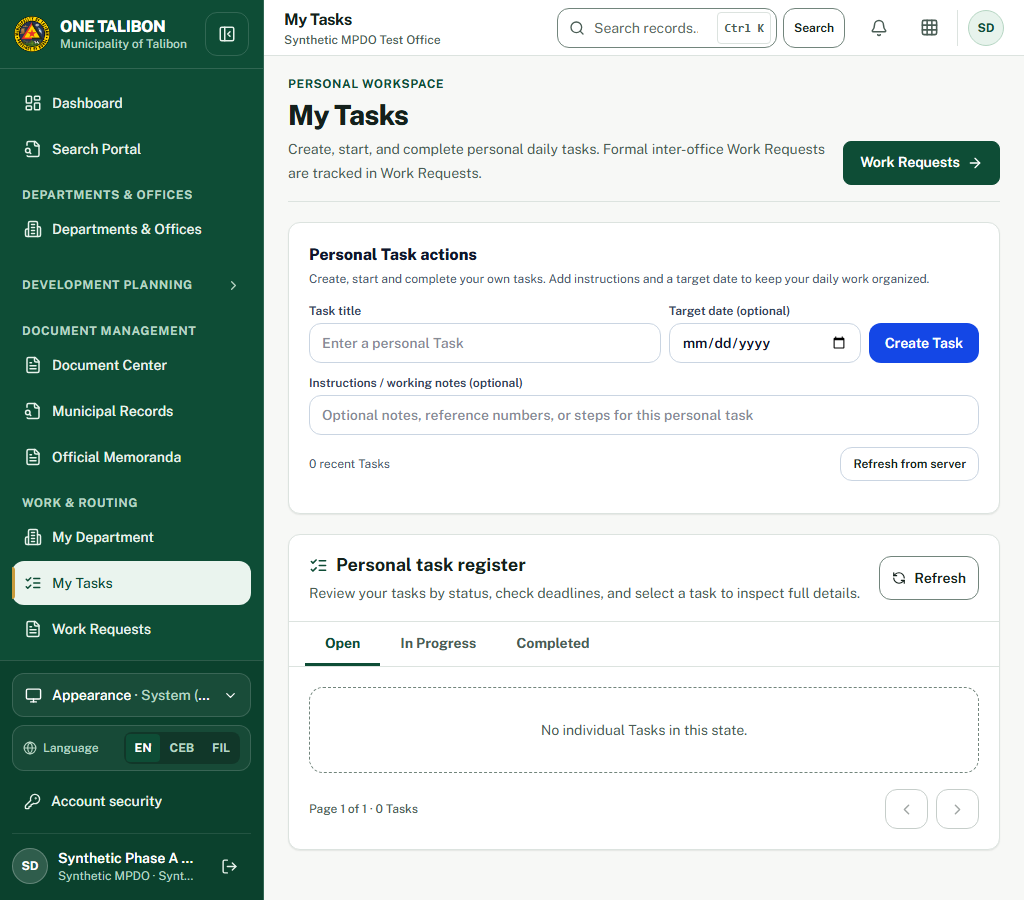 ONE TALIBON
Municipality of Talibon
Dashboard
Search Portal
DEPARTMENTS & OFFICES
Departments & Offices
DEVELOPMENT PLANNING
DOCUMENT MANAGEMENT
Document Center
Municipal Records
Official Memoranda
WORK & ROUTING
My Department
My Tasks
Work Requests
Appearance · System (...
Language
EN CEB FIL
Account security
SD
Synthetic Phase A ...
Synthetic MPDO · Synt...
My Tasks
Synthetic MPDO Test Office
Search records..
Ctrl K
Search
SD
PERSONAL WORKSPACE
My Tasks
Create, start, and complete personal daily tasks. Formal inter-office Work Requests
are tracked in Work Requests.
Work Requests
Personal Task actions
Create, start and complete your own tasks. Add instructions and a target date to keep your daily work organized.
Task title
Target date (optional)
Enter a personal Task
mm/dd/yyyy
Create Task
Instructions / working notes (optional)
Optional notes, reference numbers, or steps for this personal task
0 recent Tasks
Refresh from server
Personal task register
Review your tasks by status, check deadlines, and select a task to inspect full details.
Refresh
Open In Progress Completed
No individual Tasks in this state.
Page 1 of 1 · 0 Tasks